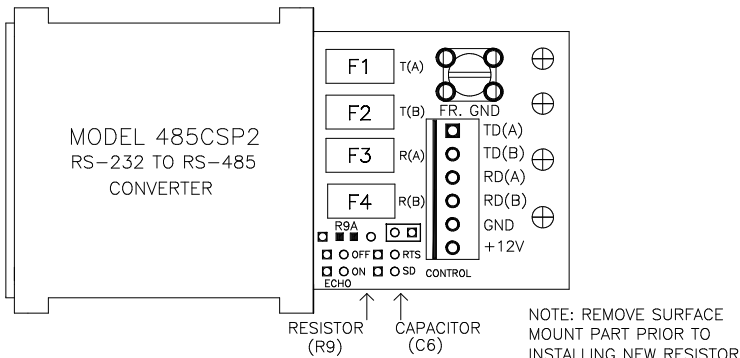 MODEL 485CSP2
RS-232 TO RS-485
CONVERTER
F1 T(A)
F2 T(B)
F3 R(A)
F4 R(B)
FR. GND
TD(A)
TD(B)
RD(A)
RD(B)
GND
+12V
R9A
OFF RTS
ON SD
ECHO
CONTROL
RESISTOR
(R9)
CAPACITOR
(C6)
NOTE: REMOVE SURFACE
MOUNT PART PRIOR TO
INSTALLING NEW RESISTOR